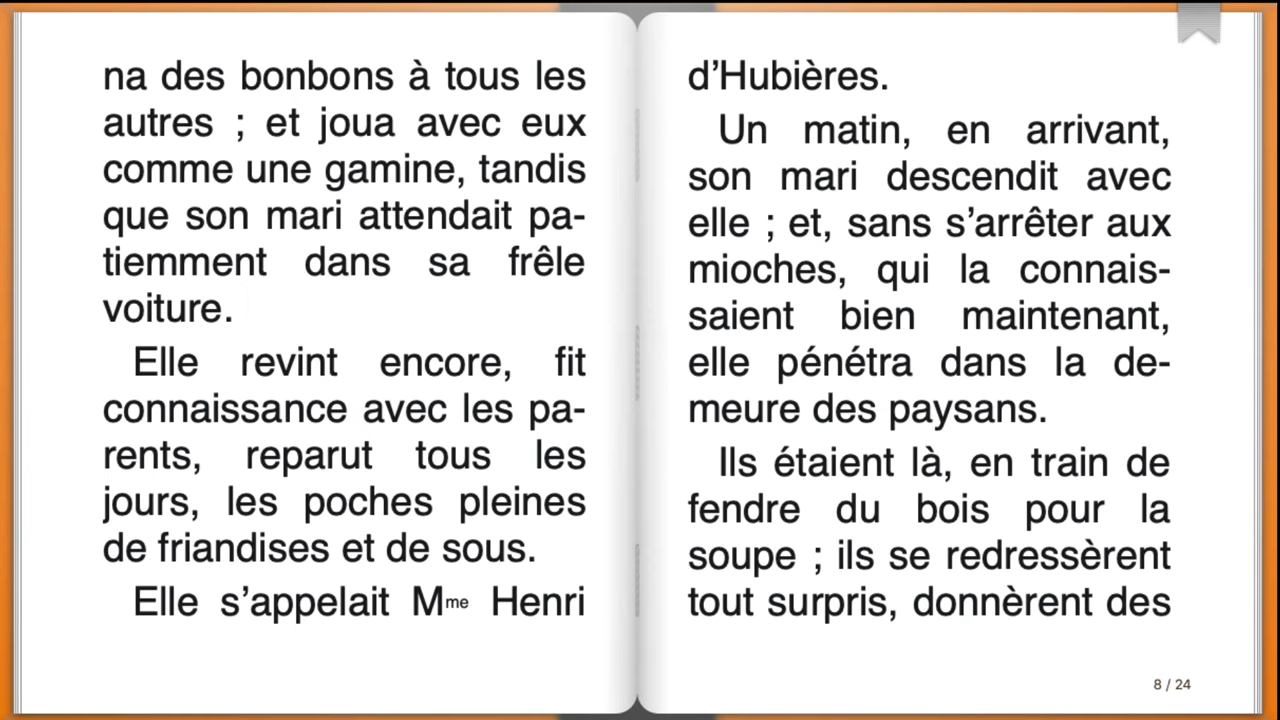 na des bonbons à tous les
autres ; et joua avec eux
comme une gamine, tandis
que son mari attendait pa-
tiemment dans sa frêle
voiture.
Elle revint encore, fit
connaissance avec les pa-
rents, reparut tous les
jours, les poches pleines
de friandises et de sous.
Elle s’appelait Mme Henri
d’Hubières.
Un matin, en arrivant,
son mari descendit avec
elle ; et, sans s’arrêter aux
mioches, qui la connais-
saient bien maintenant,
elle pénétra dans la de-
meure des paysans.
Ils étaient là, en train de
fendre du bois pour la
soupe ; ils se redressèrent
tout surpris, donnèrent des
8 / 24